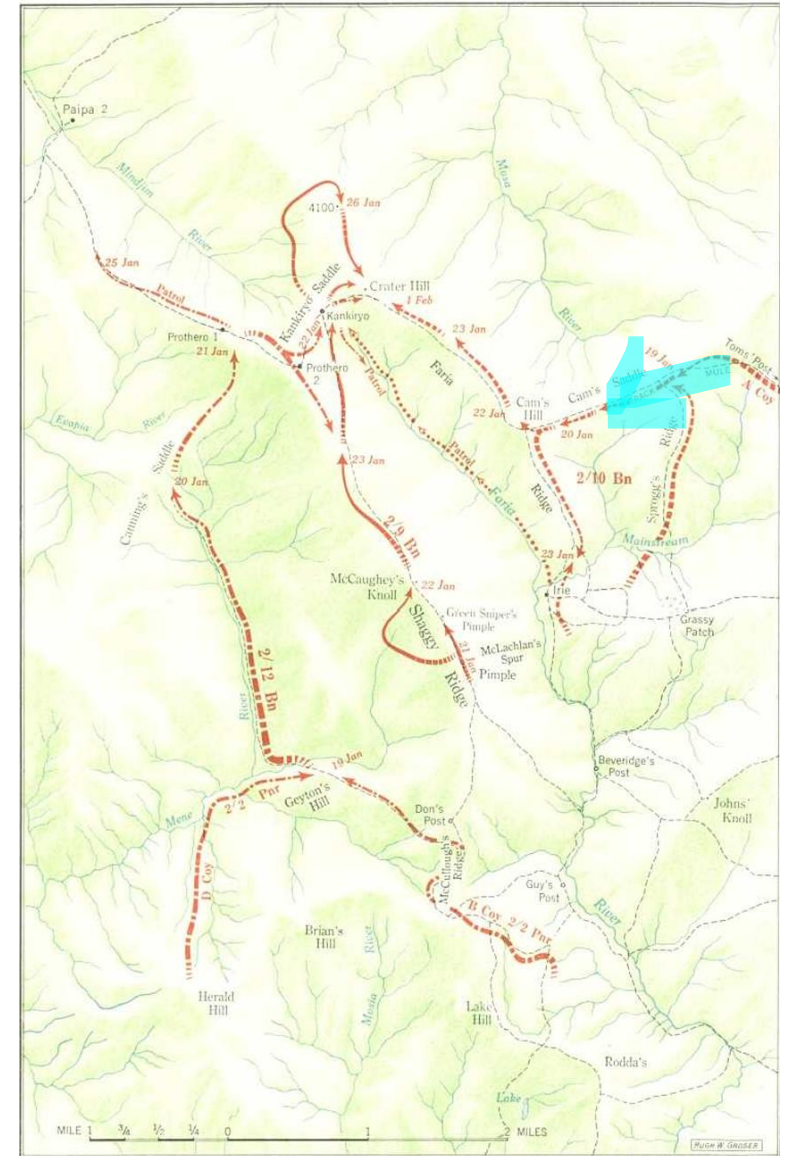 Paipa 2
Mindjim
River
Mosa
River
4100
26 Jan
25 Jan
Patrol
Kankiryo Saddle
Crater Hill
1 Feb
Kankiryo
22 Jan
Prothero 1
21 Jan
Prothero
2
23 Jan
Faria
Patrol
19 Jan
Toms' Post
MULE
A Coy
Cam's
Saddle
Cam's
Hill
22 Jan
20 Jan
Evapia
River
Saddle
20 Jan
Canning's
23 Jan
Patrol
Faria
Ridge
2/10 Bn
Ridge
Sprogg's
2/9 Bn
Mainstream
23 Jan
Irie
McCaughey's
Knoll
22 Jan
Green Sniper's
Pimple
Shaggy
21 Jan
McLachlan's
Spur
Pimple
Ridge
Grassy
Patch
2/12 Bn
River
19 Jan
Geyton's
Hill
2/2 Pnr
Mene
Beveridge's
Post
Don's
Post
Johns'
Knoll
McCullough's
Ridge
D Coy
Guy's
Post
B Coy 2/2 Pnr
River
Brian's
Hill
River
Mosia
Herald
Hill
Lake
Hill
Rodda's
Lake
MILE 1 ¾ ½ ¼ 0 1 2 MILES
HUGH W. GROSER